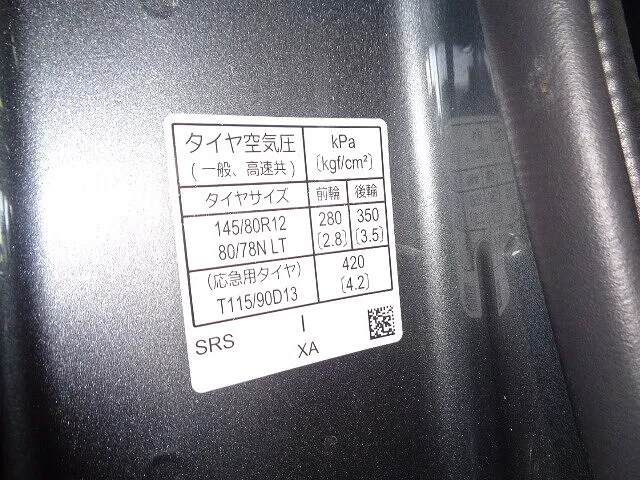 タイヤ空気圧 kPa
(一般、高速共) [kgf/cm²]
タイヤサイズ 前輪 後輪
145/80R12 280 350
80/78N LT [2.8] [3.5]
(応急用タイヤ) 420
T115/90D13 [4.2]
SRS I
XA